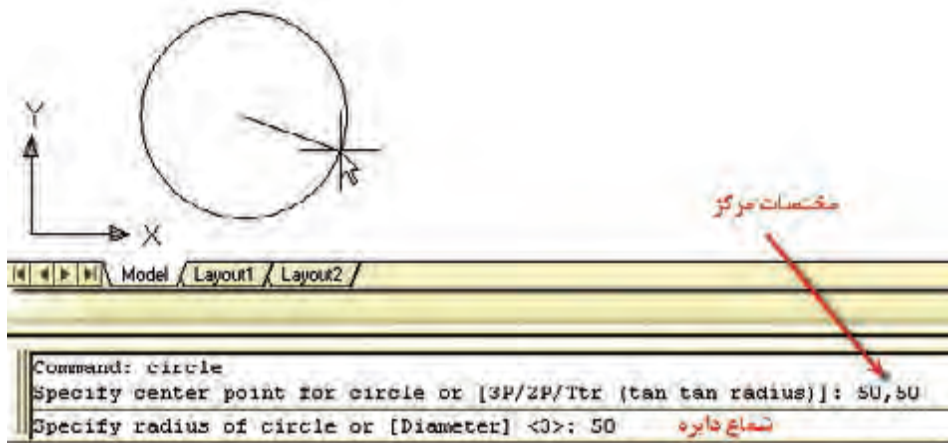 Y
X
مختصات مرکز
Model / Layout1 / Layout2 /
Command: circle
Specify center point for circle or [3P/2P/Ttr (tan tan radius)]: 50,50
Specify radius of circle or [Diameter] <0>: 50 شعاع دایره